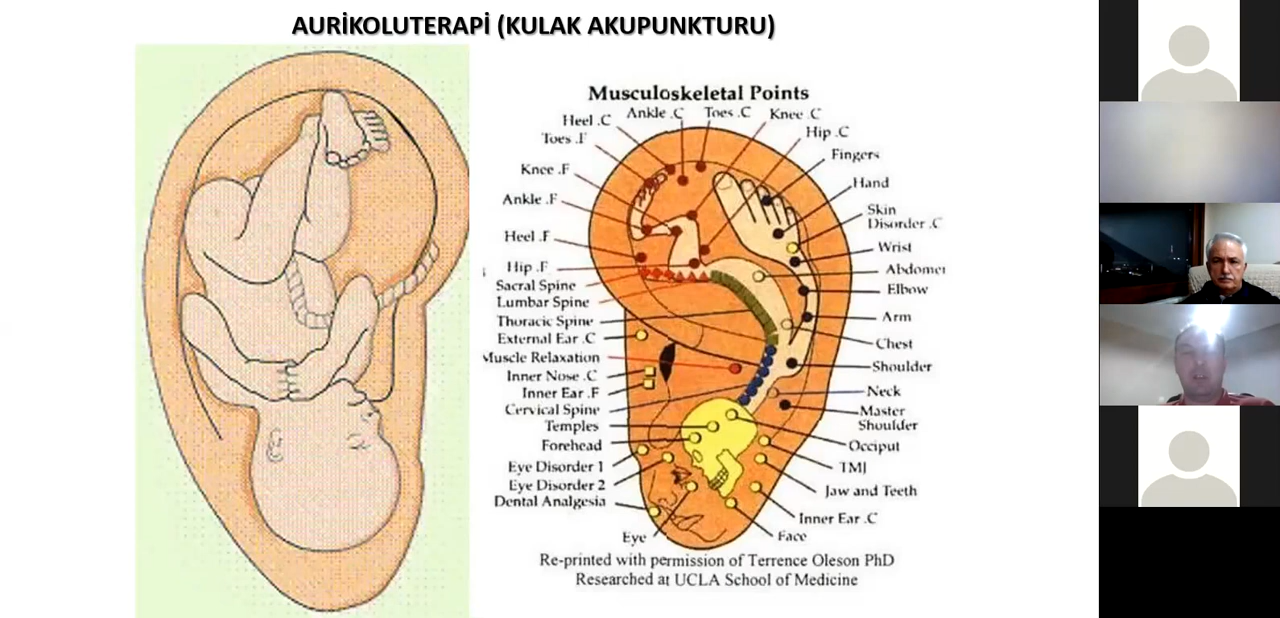 AURİKOLUTERAPİ (KULAK AKUPUNKTURU)
Musculoskeletal Points
Heel .C
Ankle .C
Toes .C
Knee .C
Toes .F
Hip .C
Knee .F
Fingers
Ankle .F
Hand
Skin
Disorder .C
Heel .F
Wrist
Hip .F
Abdomen
Sacral Spine
Elbow
Lumbar Spine
Thoracic Spine
Arm
External Ear .C
Chest
Muscle Relaxation
Shoulder
Inner Nose .C
Inner Ear .F
Neck
Cervical Spine
Master
Shoulder
Temples
Forehead
Occiput
Eye Disorder 1
TMJ
Eye Disorder 2
Jaw and Teeth
Dental Analgesia
Inner Ear .C
Eye
Face
Re-printed with permission of Terrence Oleson PhD
Researched at UCLA School of Medicine